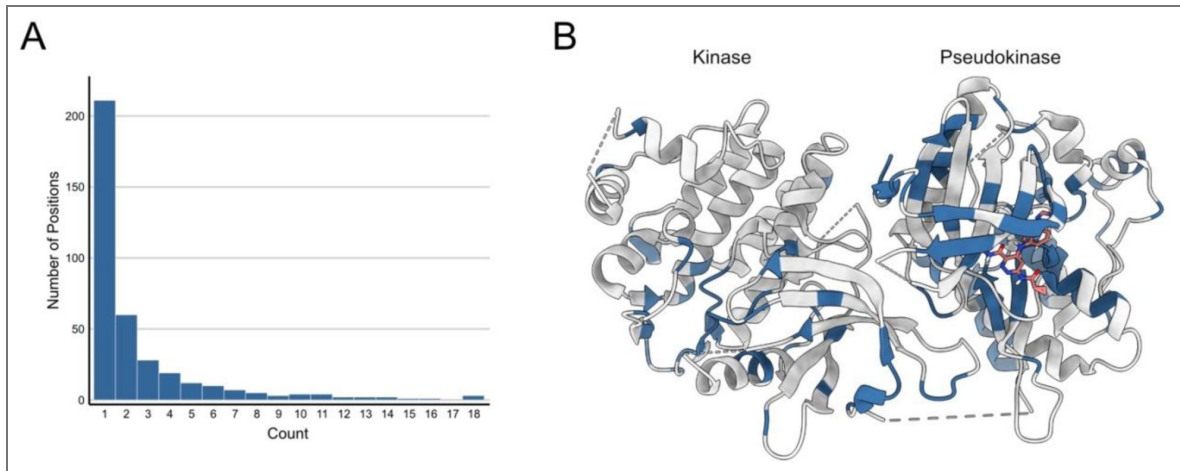 A
B
Kinase
Pseudokinase
Number of Positions
200
150
100
50
0
1 2 3 4 5 6 7 8 9 10 11 12 13 14 15 16 17 18
Count